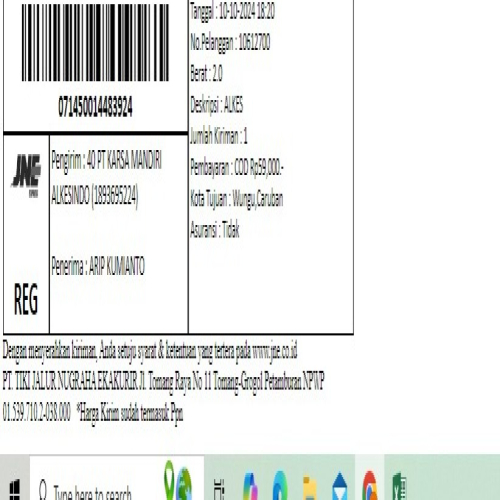 Tanggal : 10-10-2024 18:20
No.Pelanggan : 10612700
Berat : 2.0
Deskripsi : ALKES
Jumlah Kiriman : 1
Pembayaran : COD Rp59,000.-
Kota Tujuan : Wungu,Caruban
Asuransi : Tidak
071450014483924
JNE
EXPRESS
Pengirim : 40 PT KARSA MANDIRI
ALKESINDO (1893695224)
Penerima : ARIP KUMIANTO
REG
Dengan menyerahkan kiriman, Anda setuju syarat & ketentuan yang tertera pada www.jne.co.id
PT. TIKI JALUR NUGRAHA EKAKURIR Jl. Tomang Raya No 11 Tomang-Grogol Petamburan NPWP
01.539.710.2-038.000 *Harga Kirim sudah termasuk Ppn
Type here to search